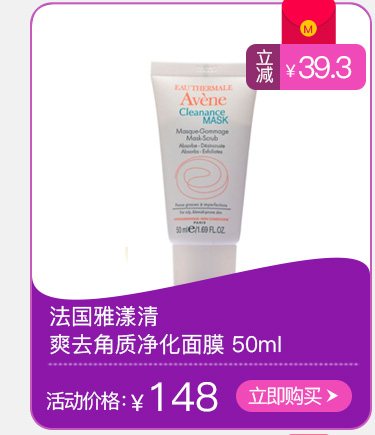 M
立减
¥39.3
EAU THERMALE
Avène
Cleanance
MASK
Masque-Gommage
Mask-Scrub
Absorbe - Désincruste
Absorbs - Exfoliates
50 ml e/1.69 FL.OZ.
法国雅漾清
爽去角质净化面膜 50ml
活动价格:¥148
立即购买